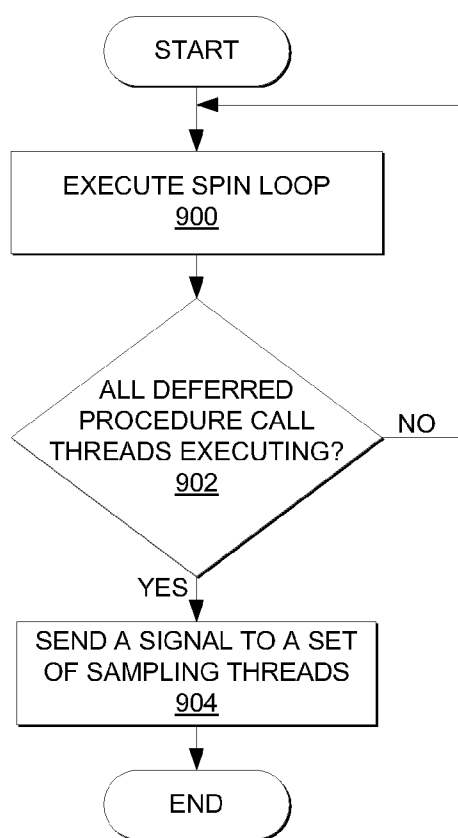 START
EXECUTE SPIN LOOP
900
ALL DEFERRED
PROCEDURE CALL
THREADS EXECUTING?
902
NO
YES
SEND A SIGNAL TO A SET
OF SAMPLING THREADS
904
END